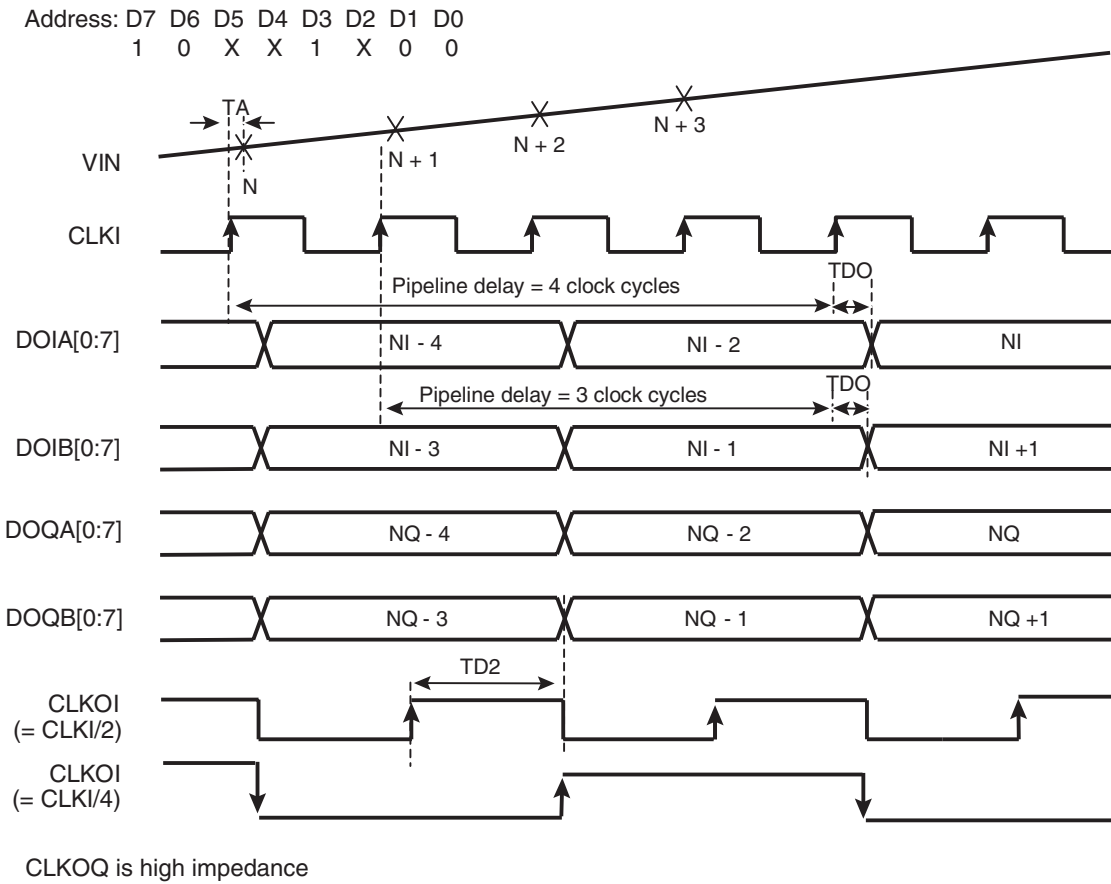 Address: D7 D6 D5 D4 D3 D2 D1 D0
1 0 X X 1 X 0 0
TA
VIN
N
N + 1
N + 2
N + 3
CLKI
Pipeline delay = 4 clock cycles
TDO
DOIA[0:7]
NI - 4
NI - 2
NI
Pipeline delay = 3 clock cycles
TDO
DOIB[0:7]
NI - 3
NI - 1
NI +1
DOQA[0:7]
NQ - 4
NQ - 2
NQ
DOQB[0:7]
NQ - 3
NQ - 1
NQ +1
TD2
CLKOI
(= CLKI/2)
CLKOI
(= CLKI/4)
CLKOQ is high impedance